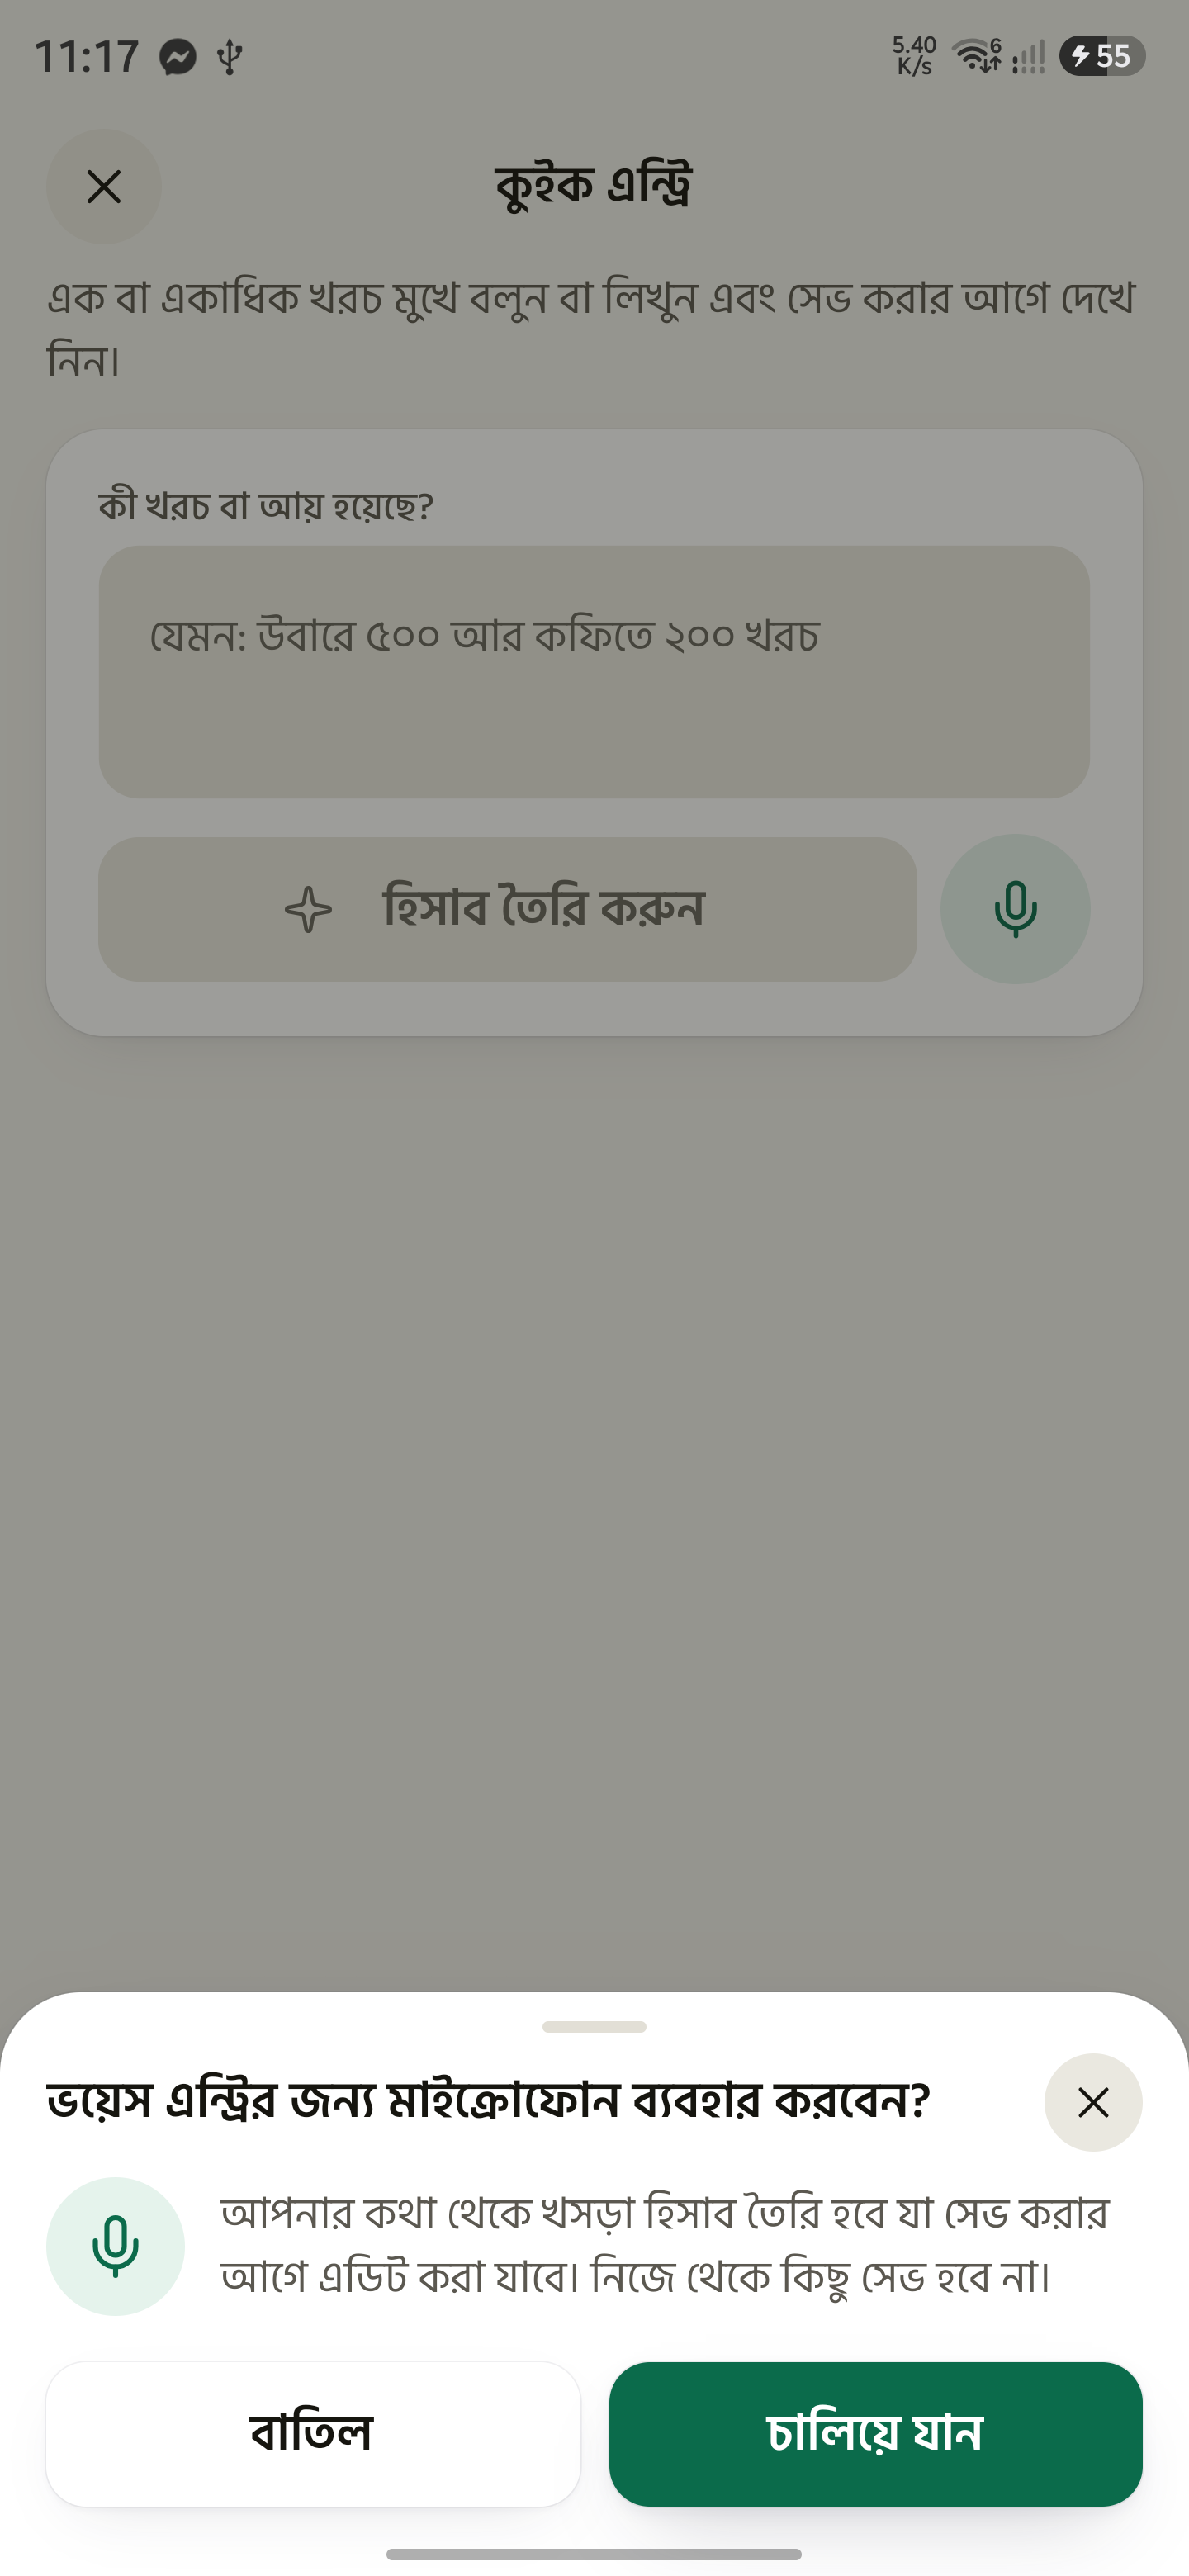 11:17
5.40
K/s
6
55
কুইক এন্ট্রি
এক বা একাধিক খরচ মুখে বলুন বা লিখুন এবং সেভ করার আগে দেখে
নিন।
কী খরচ বা আয় হয়েছে?
যেমন: উবারে ৫০০ আর কফিতে ২০০ খরচ
হিসাব তৈরি করুন
ভয়েস এন্ট্রির জন্য মাইক্রোফোন ব্যবহার করবেন?
আপনার কথা থেকে খসড়া হিসাব তৈরি হবে যা সেভ করার
আগে এডিট করা যাবে। নিজে থেকে কিছু সেভ হবে না।
বাতিল
চালিয়ে যান